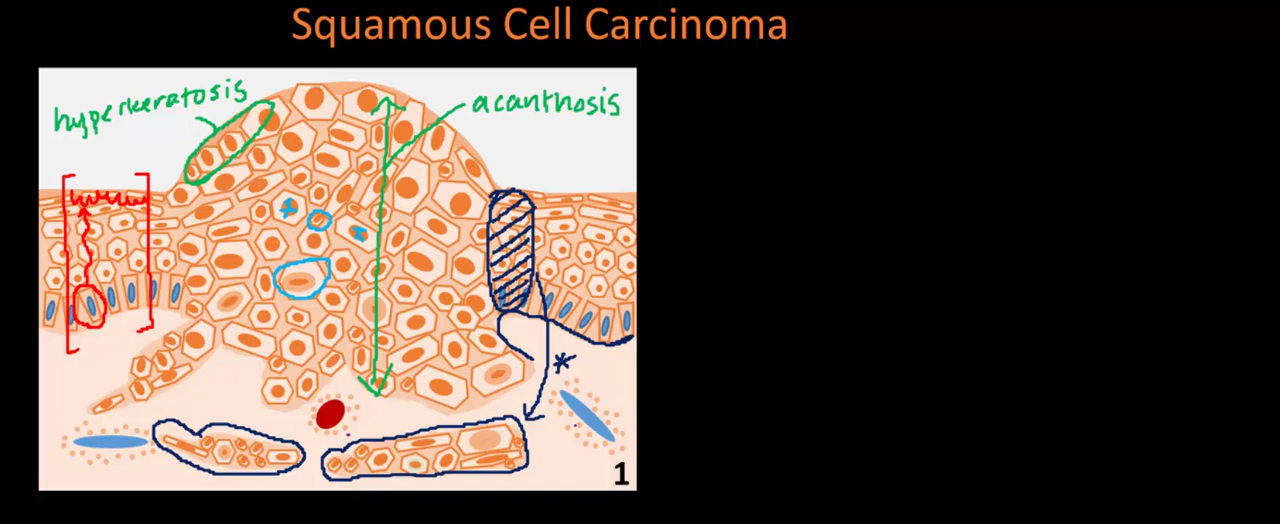 Squamous Cell Carcinoma
hyperkeratosis
acanthosis
*
1